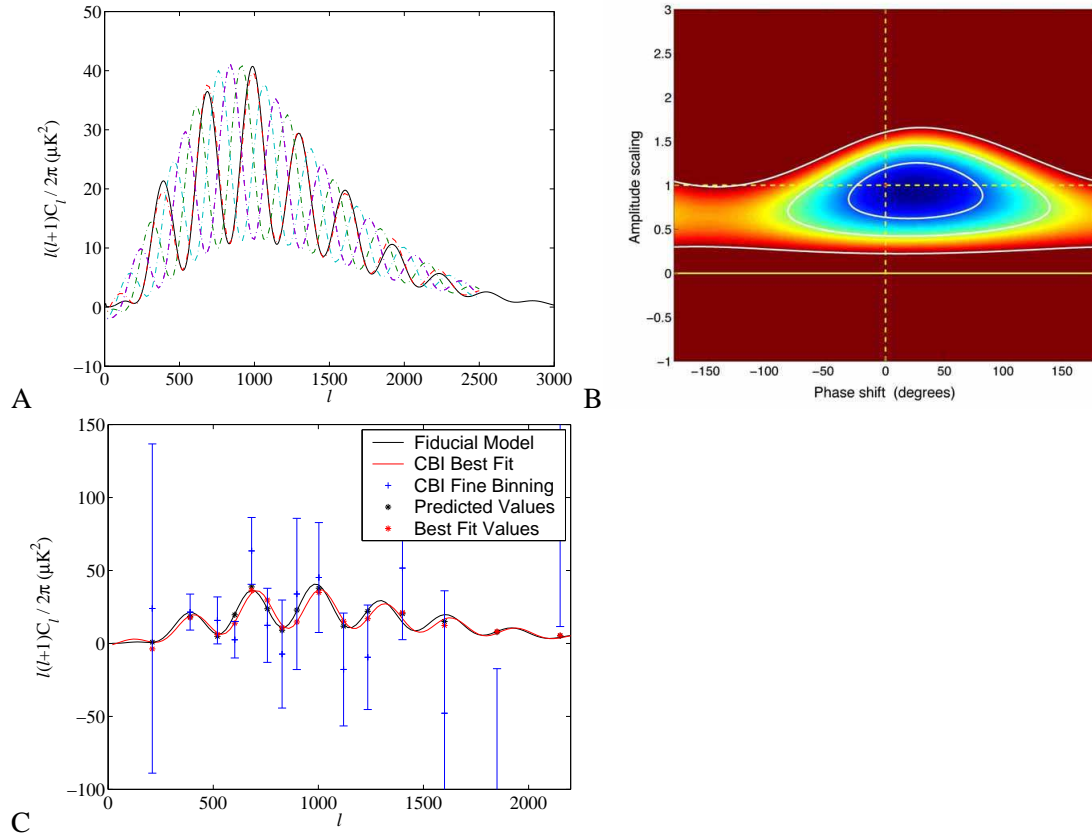 50
40
30
20
10
0
−10
l(l+1)C_l / 2π (μK²)
0 500 1000 1500 2000 2500 3000
l
A
3
2.5
2
1.5
1
0.5
0
−0.5
−1
Amplitude scaling
−150 −100 −50 0 50 100 150
Phase shift (degrees)
B
150
100
50
0
−50
−100
l(l+1)C_l / 2π (μK²)
Fiducial Model
CBI Best Fit
CBI Fine Binning
Predicted Values
Best Fit Values
0 500 1000 1500 2000
l
C